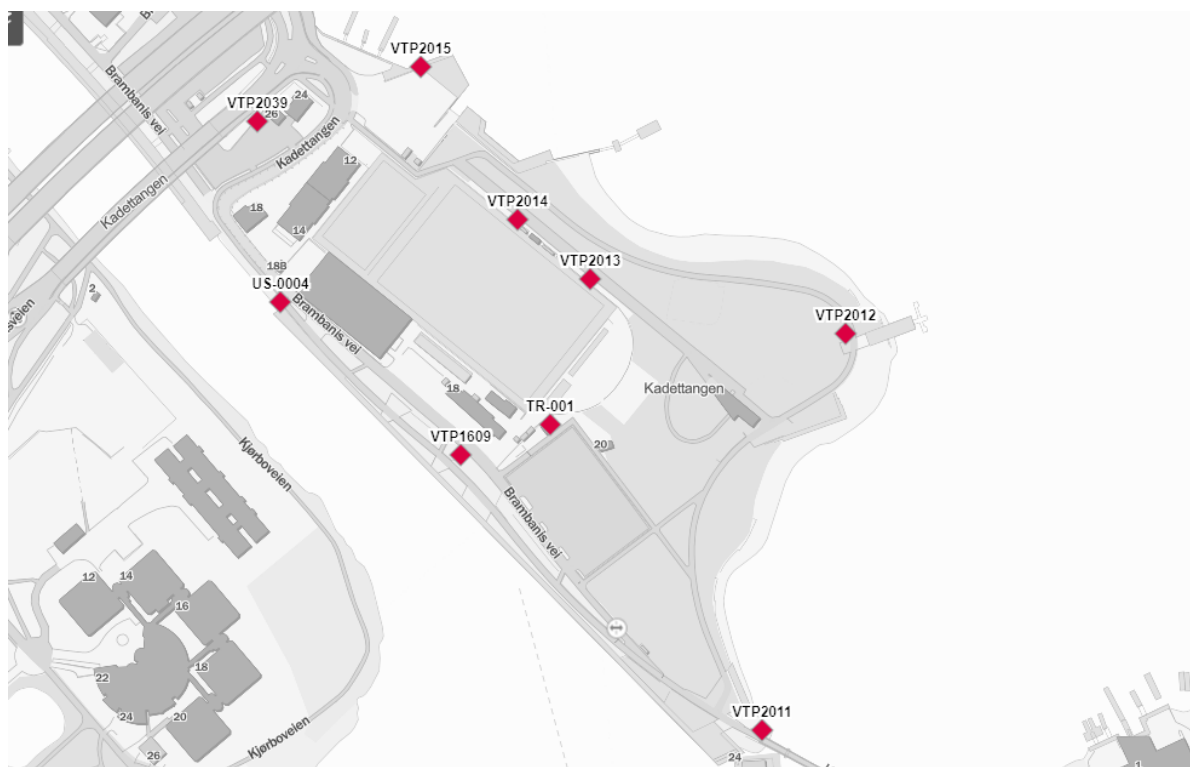 VTP2015
Brambanis vei
VTP2039
24
26
Kadettangen
12
Kadettangen
VTP2014
18
14
VTP2013
18B
US-0004
2
Brambanis vei
VTP2012
18
Kadettangen
TR-001
VTP1609
20
Kjørboveien
Brambanis vei
12
14
16
22
18
24
20
26
Kjørboveien
VTP2011
24
1